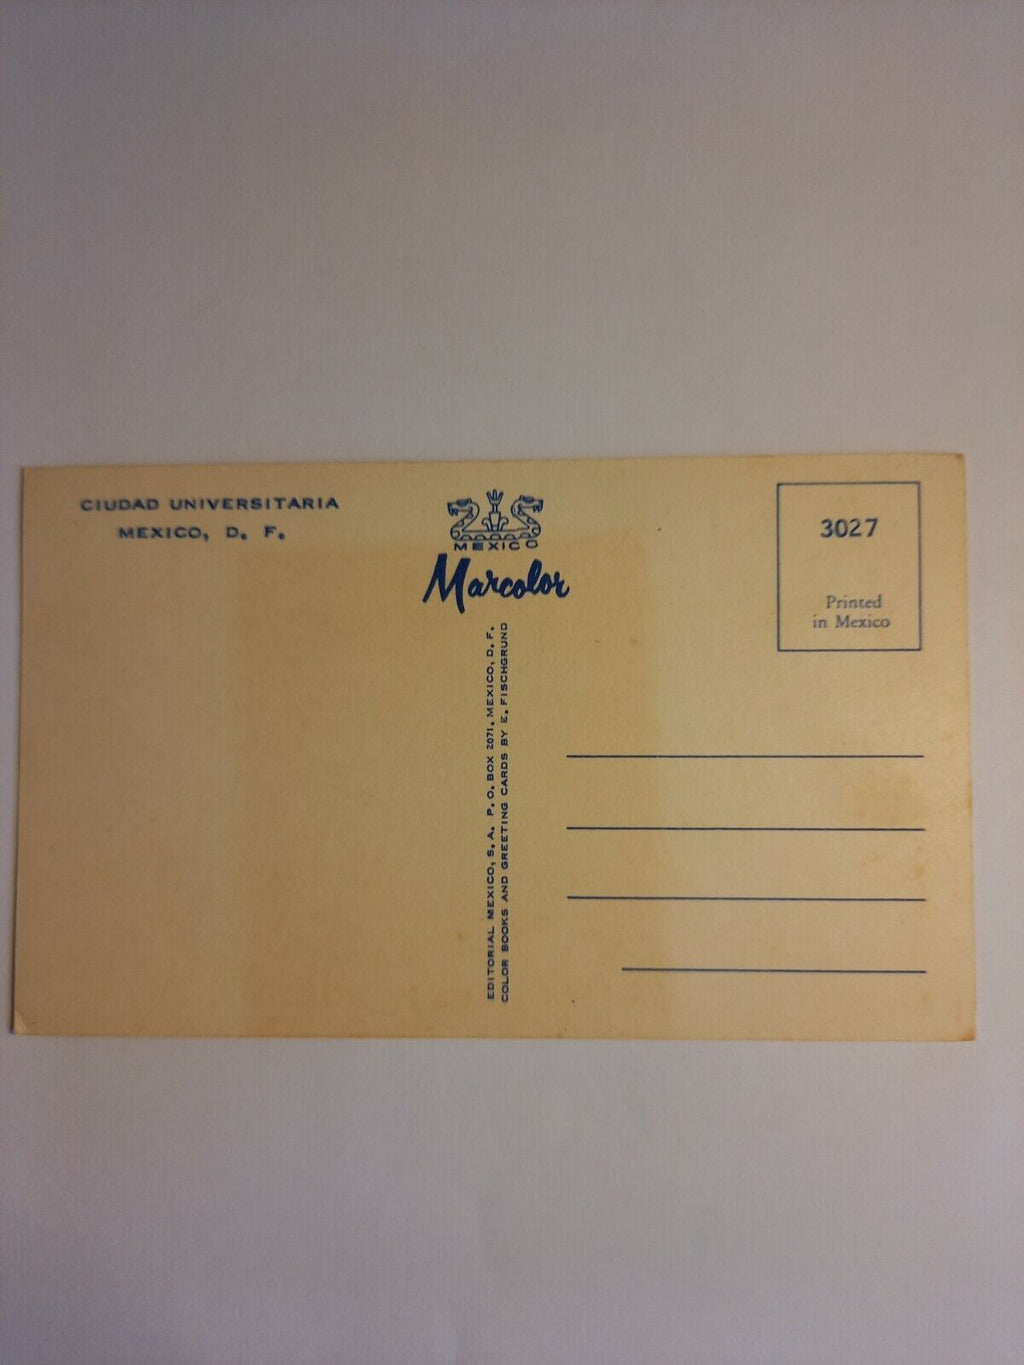 CIUDAD UNIVERSITARIA
MEXICO, D. F.
MEXICO
Marcolor
EDITORIAL MEXICO, S. A. P. O. BOX 2071, MEXICO, D. F.
COLOR BOOKS AND GREETING CARDS BY E. FISCHGRUND
3027
Printed
in Mexico